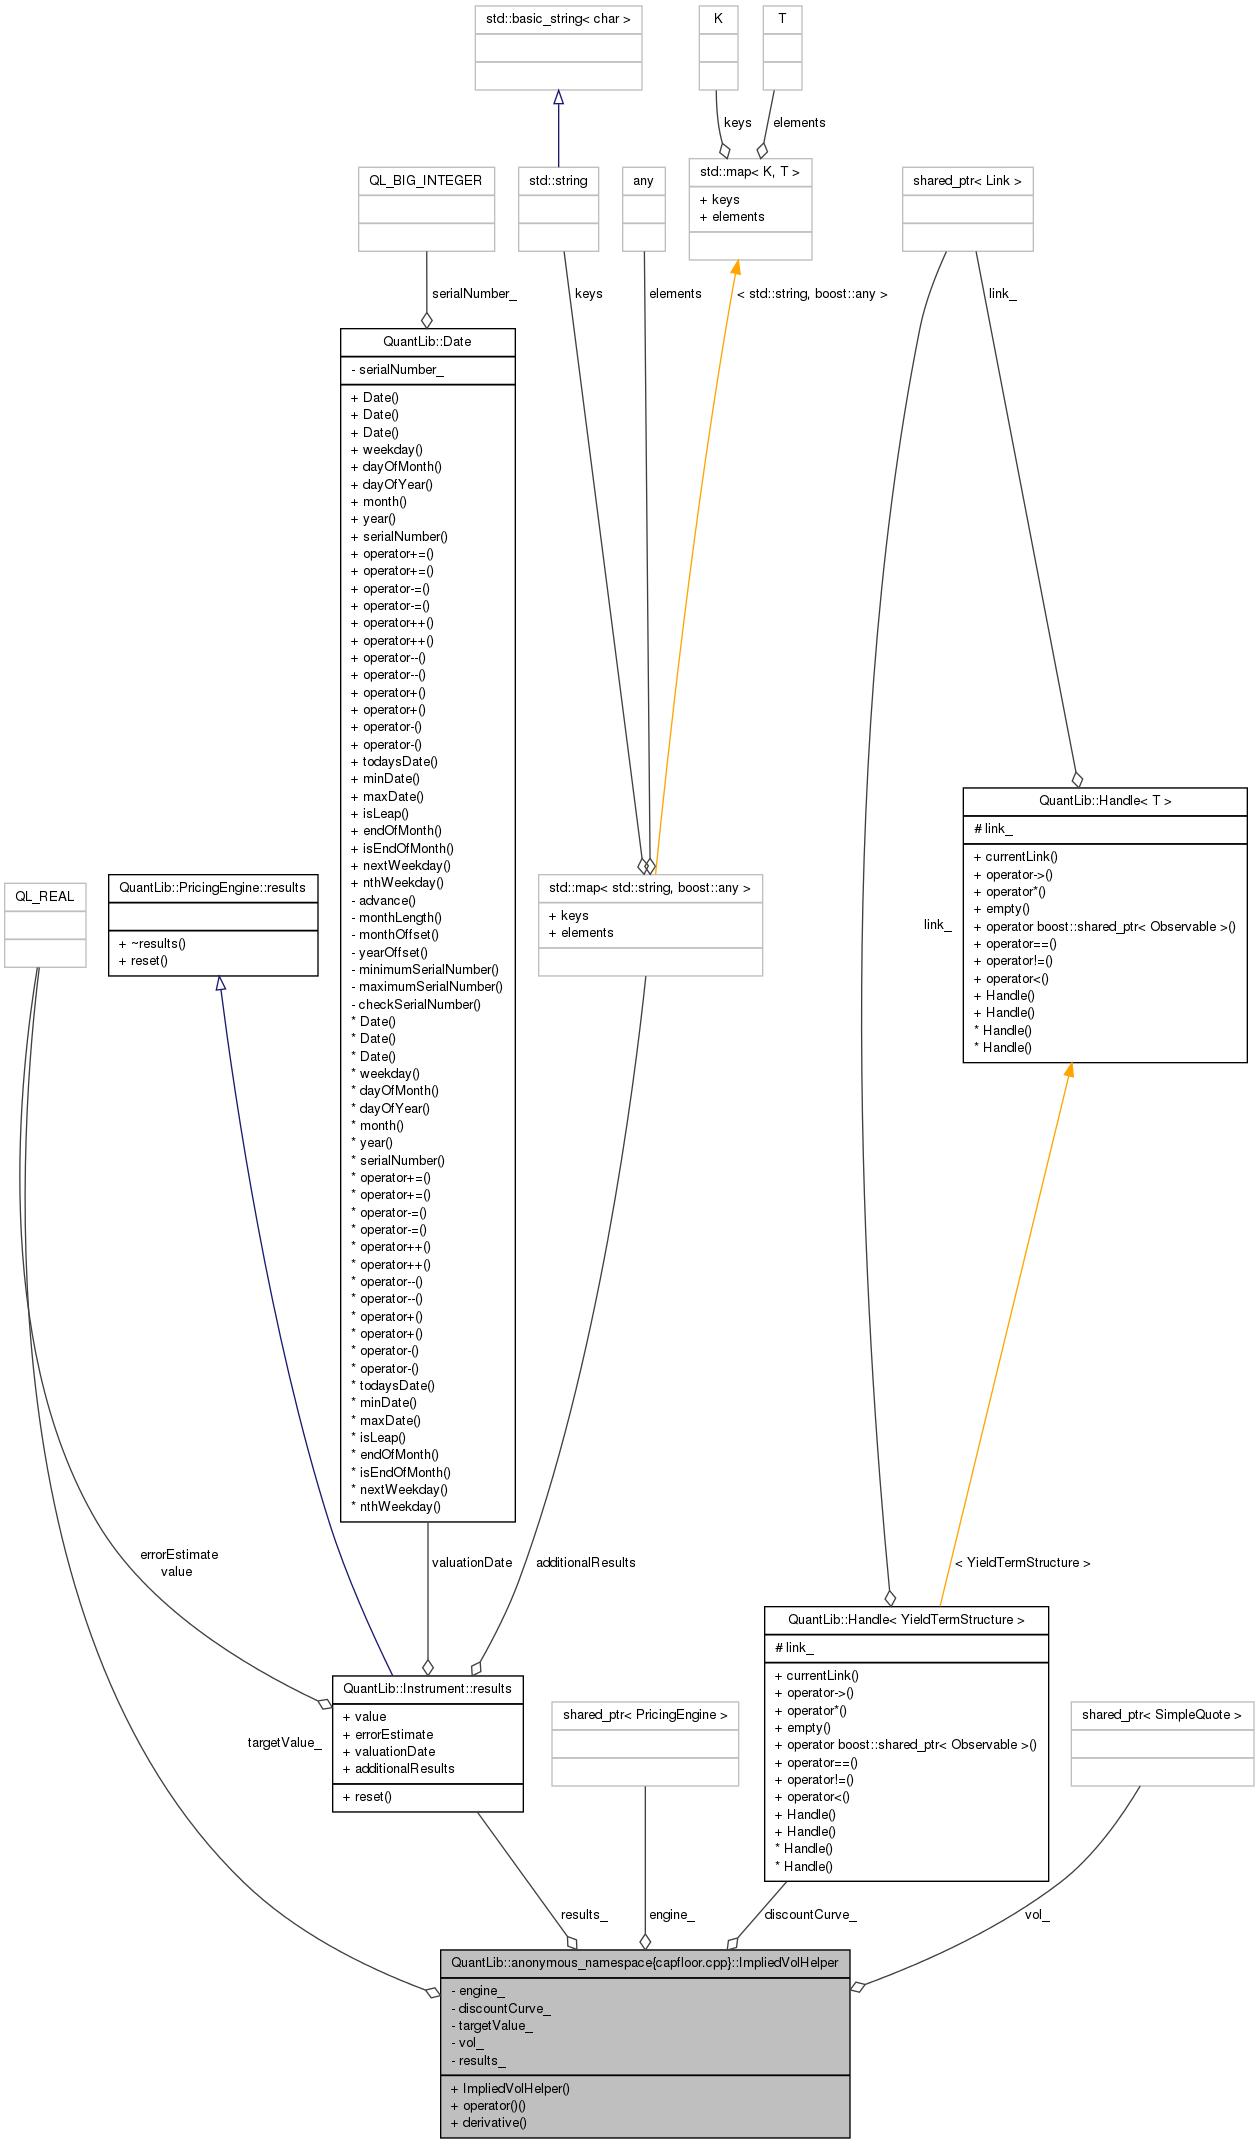 std::basic_string< char >
K
T
keys
elements
QL_BIG_INTEGER
std::string
any
std::map< K, T >
+ keys
+ elements
shared_ptr< Link >
serialNumber_
keys
elements
< std::string, boost::any >
link_
QuantLib::Date
- serialNumber_
+ Date()
+ Date()
+ Date()
+ weekday()
+ dayOfMonth()
+ dayOfYear()
+ month()
+ year()
+ serialNumber()
+ operator+=()
+ operator+=()
+ operator-=()
+ operator-=()
+ operator++()
+ operator++()
+ operator--()
+ operator--()
+ operator+()
+ operator+()
+ operator-()
+ operator-()
+ todaysDate()
+ minDate()
+ maxDate()
+ isLeap()
+ endOfMonth()
+ isEndOfMonth()
+ nextWeekday()
+ nthWeekday()
- advance()
- monthLength()
- monthOffset()
- yearOffset()
- minimumSerialNumber()
- maximumSerialNumber()
- checkSerialNumber()
* Date()
* Date()
* Date()
* weekday()
* dayOfMonth()
* dayOfYear()
* month()
* year()
* serialNumber()
* operator+=()
* operator+=()
* operator-=()
* operator-=()
* operator++()
* operator++()
* operator--()
* operator--()
* operator+()
* operator+()
* operator-()
* operator-()
* todaysDate()
* minDate()
* maxDate()
* isLeap()
* endOfMonth()
* isEndOfMonth()
* nextWeekday()
* nthWeekday()
QuantLib::Handle< T >
# link_
+ currentLink()
+ operator->()
+ operator*()
+ empty()
+ operator boost::shared_ptr< Observable >()
+ operator==()
+ operator!=()
+ operator<()
+ Handle()
+ Handle()
* Handle()
* Handle()
link_
QL_REAL
QuantLib::PricingEngine::results
+ ~results()
+ reset()
std::map< std::string, boost::any >
+ keys
+ elements
errorEstimate
value
valuationDate
additionalResults
< YieldTermStructure >
QuantLib::Handle< YieldTermStructure >
# link_
+ currentLink()
+ operator->()
+ operator*()
+ empty()
+ operator boost::shared_ptr< Observable >()
+ operator==()
+ operator!=()
+ operator<()
+ Handle()
+ Handle()
* Handle()
* Handle()
QuantLib::Instrument::results
+ value
+ errorEstimate
+ valuationDate
+ additionalResults
+ reset()
shared_ptr< PricingEngine >
shared_ptr< SimpleQuote >
targetValue_
results_
engine_
discountCurve_
vol_
QuantLib::anonymous_namespace{capfloor.cpp}::ImpliedVolHelper
- engine_
- discountCurve_
- targetValue_
- vol_
- results_
+ ImpliedVolHelper()
+ operator()()
+ derivative()